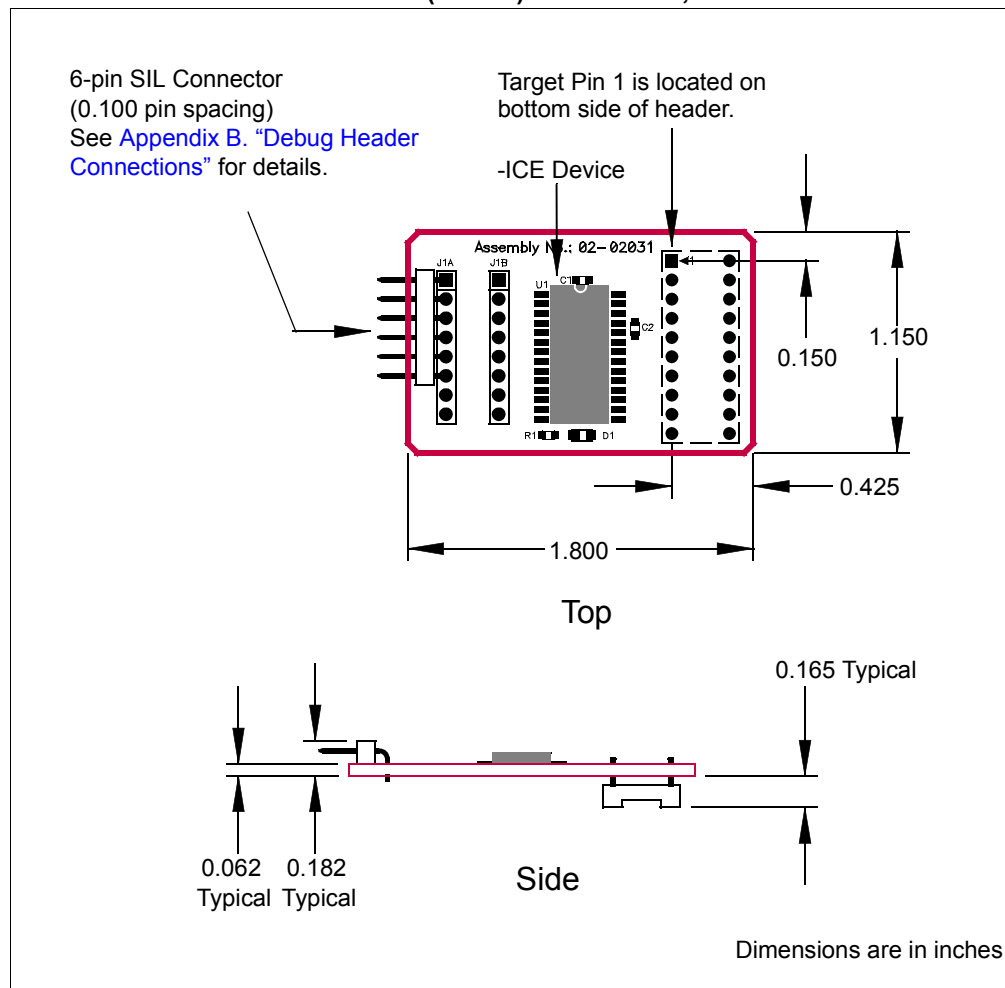 6-pin SIL Connector
(0.100 pin spacing)
See Appendix B. “Debug Header
Connections” for details.
Target Pin 1 is located on
bottom side of header.
-ICE Device
Assembly No.: 02-02031
J1A
J1B
U1
C1
C2
R1
D1
0.150
1.150
0.425
1.800
Top
0.165 Typical
0.062
Typical
0.182
Typical
Side
Dimensions are in inches